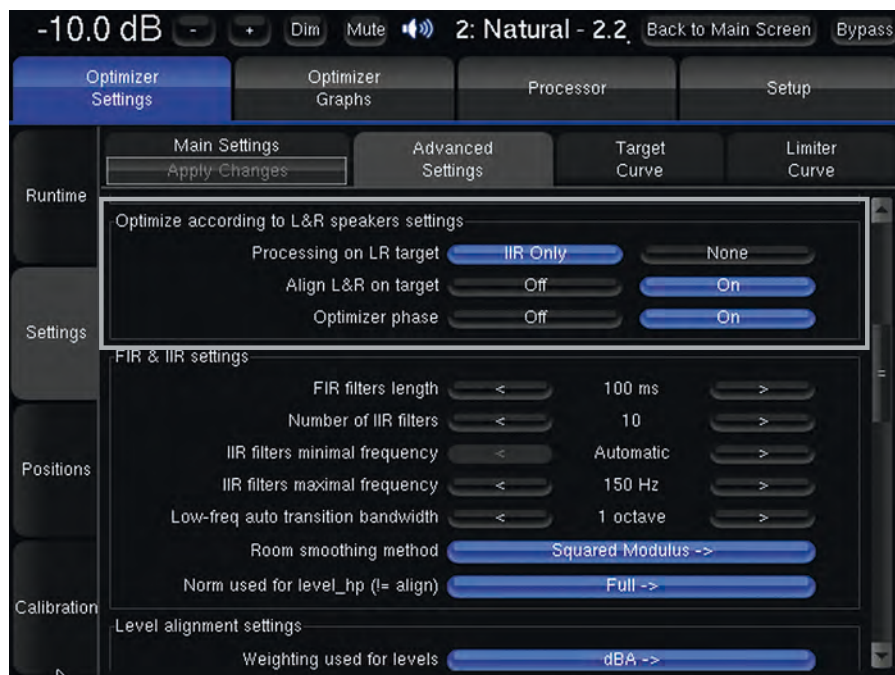 -10.0 dB - + Dim Mute 2: Natural - 2.2. Back to Main Screen Bypass
Optimizer Settings Optimizer Graphs Processor Setup
Main Settings Advanced Settings Target Curve Limiter Curve
Apply Changes
Runtime
Settings
Positions
Calibration
Optimize according to L&R speakers settings
Processing on LR target IIR Only None
Align L&R on target Off On
Optimizer phase Off On
FIR & IIR settings
FIR filters length < 100 ms >
Number of IIR filters < 10 >
IIR filters minimal frequency < Automatic >
IIR filters maximal frequency < 150 Hz >
Low-freq auto transition bandwidth < 1 octave >
Room smoothing method Squared Modulus ->
Norm used for level_hp (!= align) Full ->
Level alignment settings
Weighting used for levels dBA ->